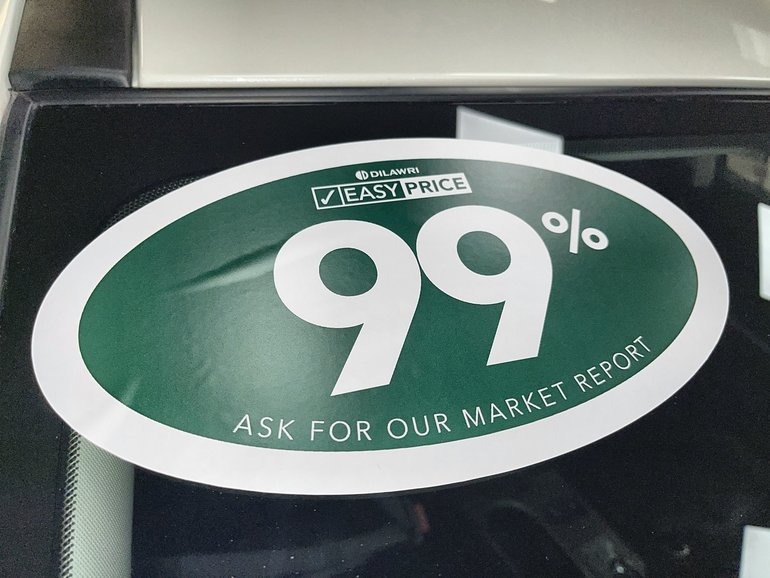 DILAWRI
EASY PRICE
99%
ASK FOR OUR MARKET REPORT